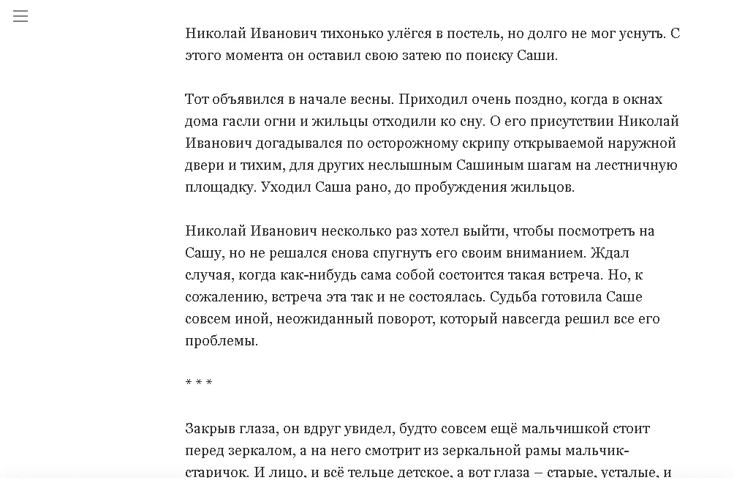 Николай Иванович тихонько улёгся в постель, но долго не мог уснуть. С
этого момента он оставил свою затею по поиску Саши.
Тот объявился в начале весны. Приходил очень поздно, когда в окнах
дома гасли огни и жильцы отходили ко сну. О его присутствии Николай
Иванович догадывался по осторожному скрипу открываемой наружной
двери и тихим, для других неслышным Сашиным шагам на лестничную
площадку. Уходил Саша рано, до пробуждения жильцов.
Николай Иванович несколько раз хотел выйти, чтобы посмотреть на
Сашу, но не решался снова спугнуть его своим вниманием. Ждал
случая, когда как-нибудь сама собой состоится такая встреча. Но, к
сожалению, встреча эта так и не состоялась. Судьба готовила Саше
совсем иной, неожиданный поворот, который навсегда решил все его
проблемы.
* * *
Закрыв глаза, он вдруг увидел, будто совсем ещё мальчишкой стоит
перед зеркалом, а на него смотрит из зеркальной рамы мальчик-
старичок. И лицо, и всё тельце детское, а вот глаза – старые, усталые, и